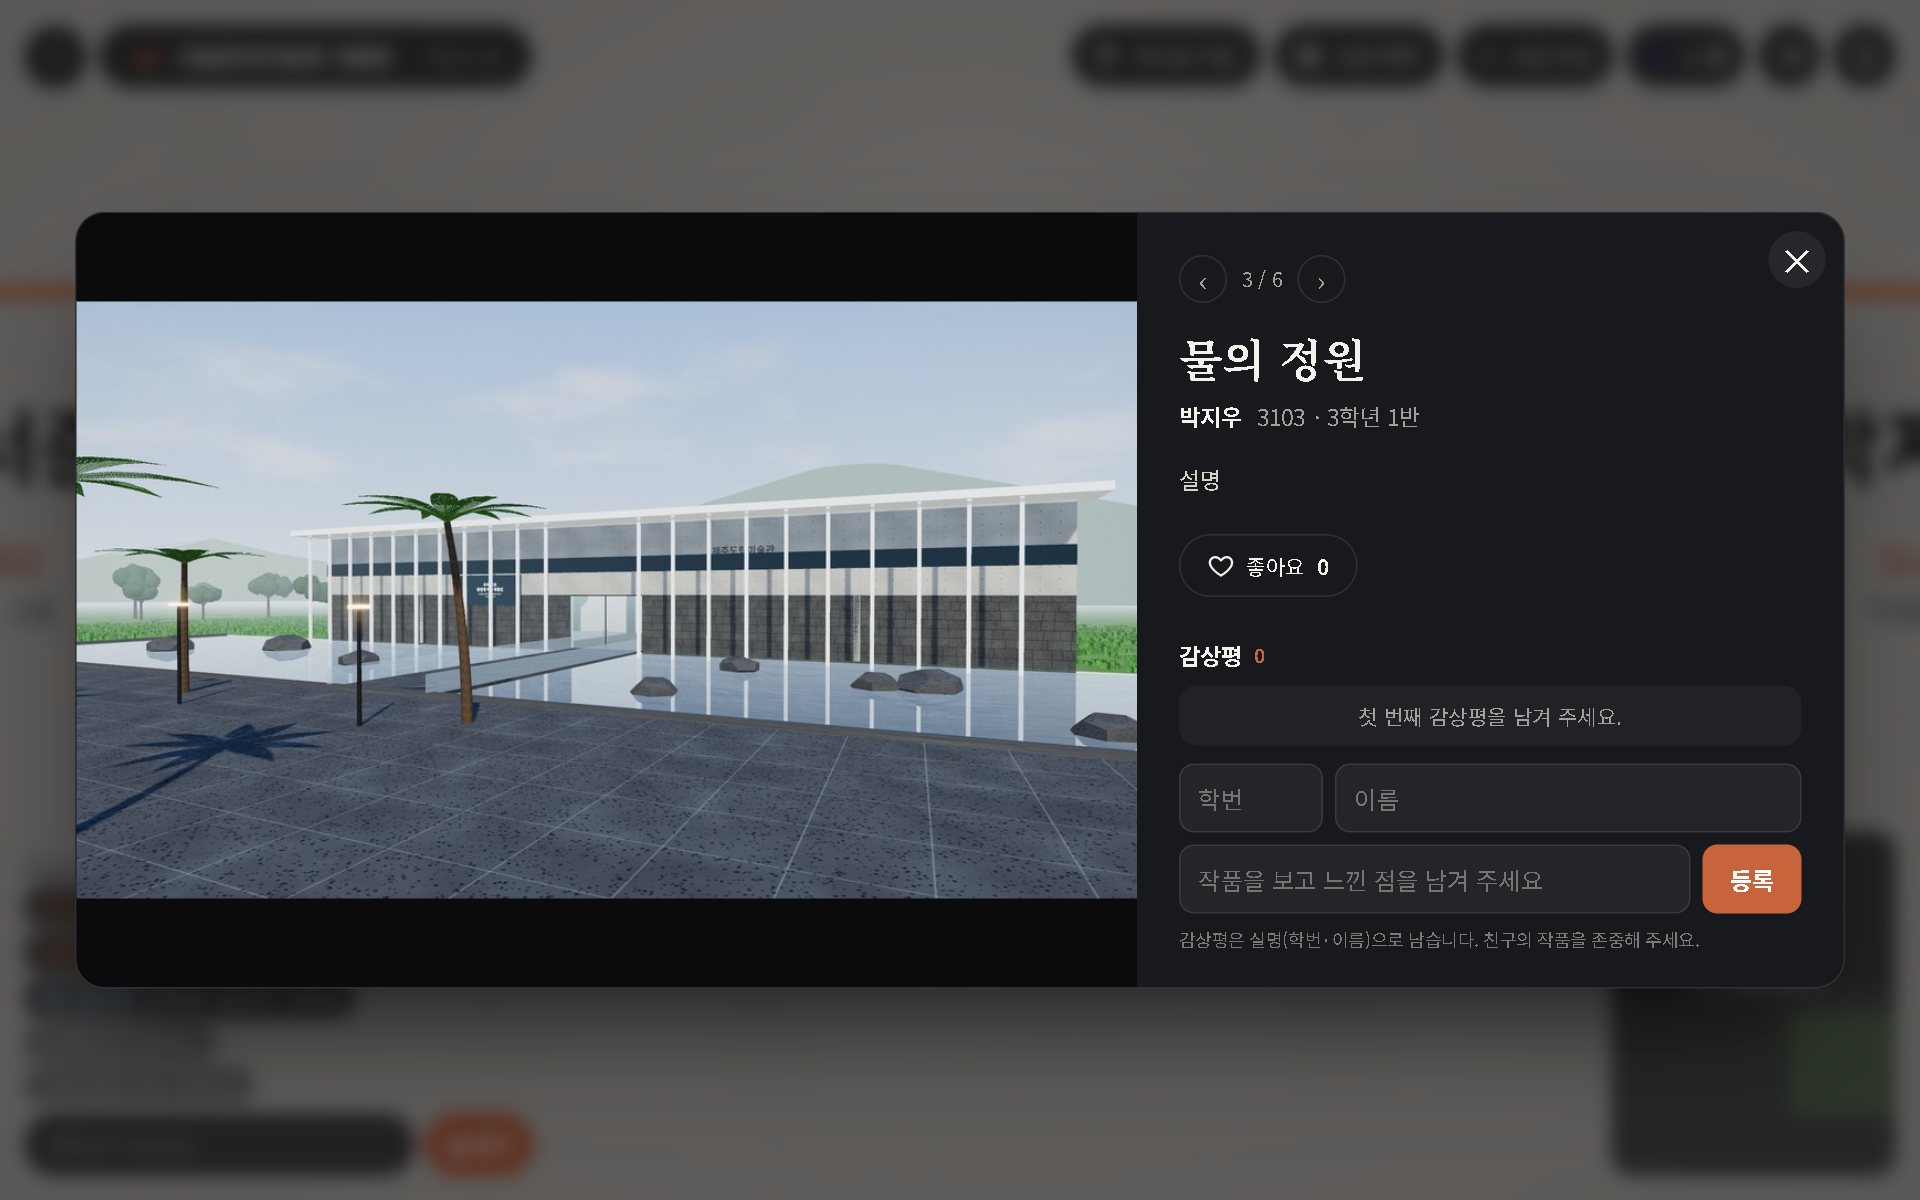 3 / 6
물의 정원
박지우 3103 · 3학년 1반
설명
좋아요 0
감상평 0
첫 번째 감상평을 남겨 주세요.
학번
이름
작품을 보고 느낀 점을 남겨 주세요
등록
감상평은 실명(학번·이름)으로 남습니다. 친구의 작품을 존중해 주세요.